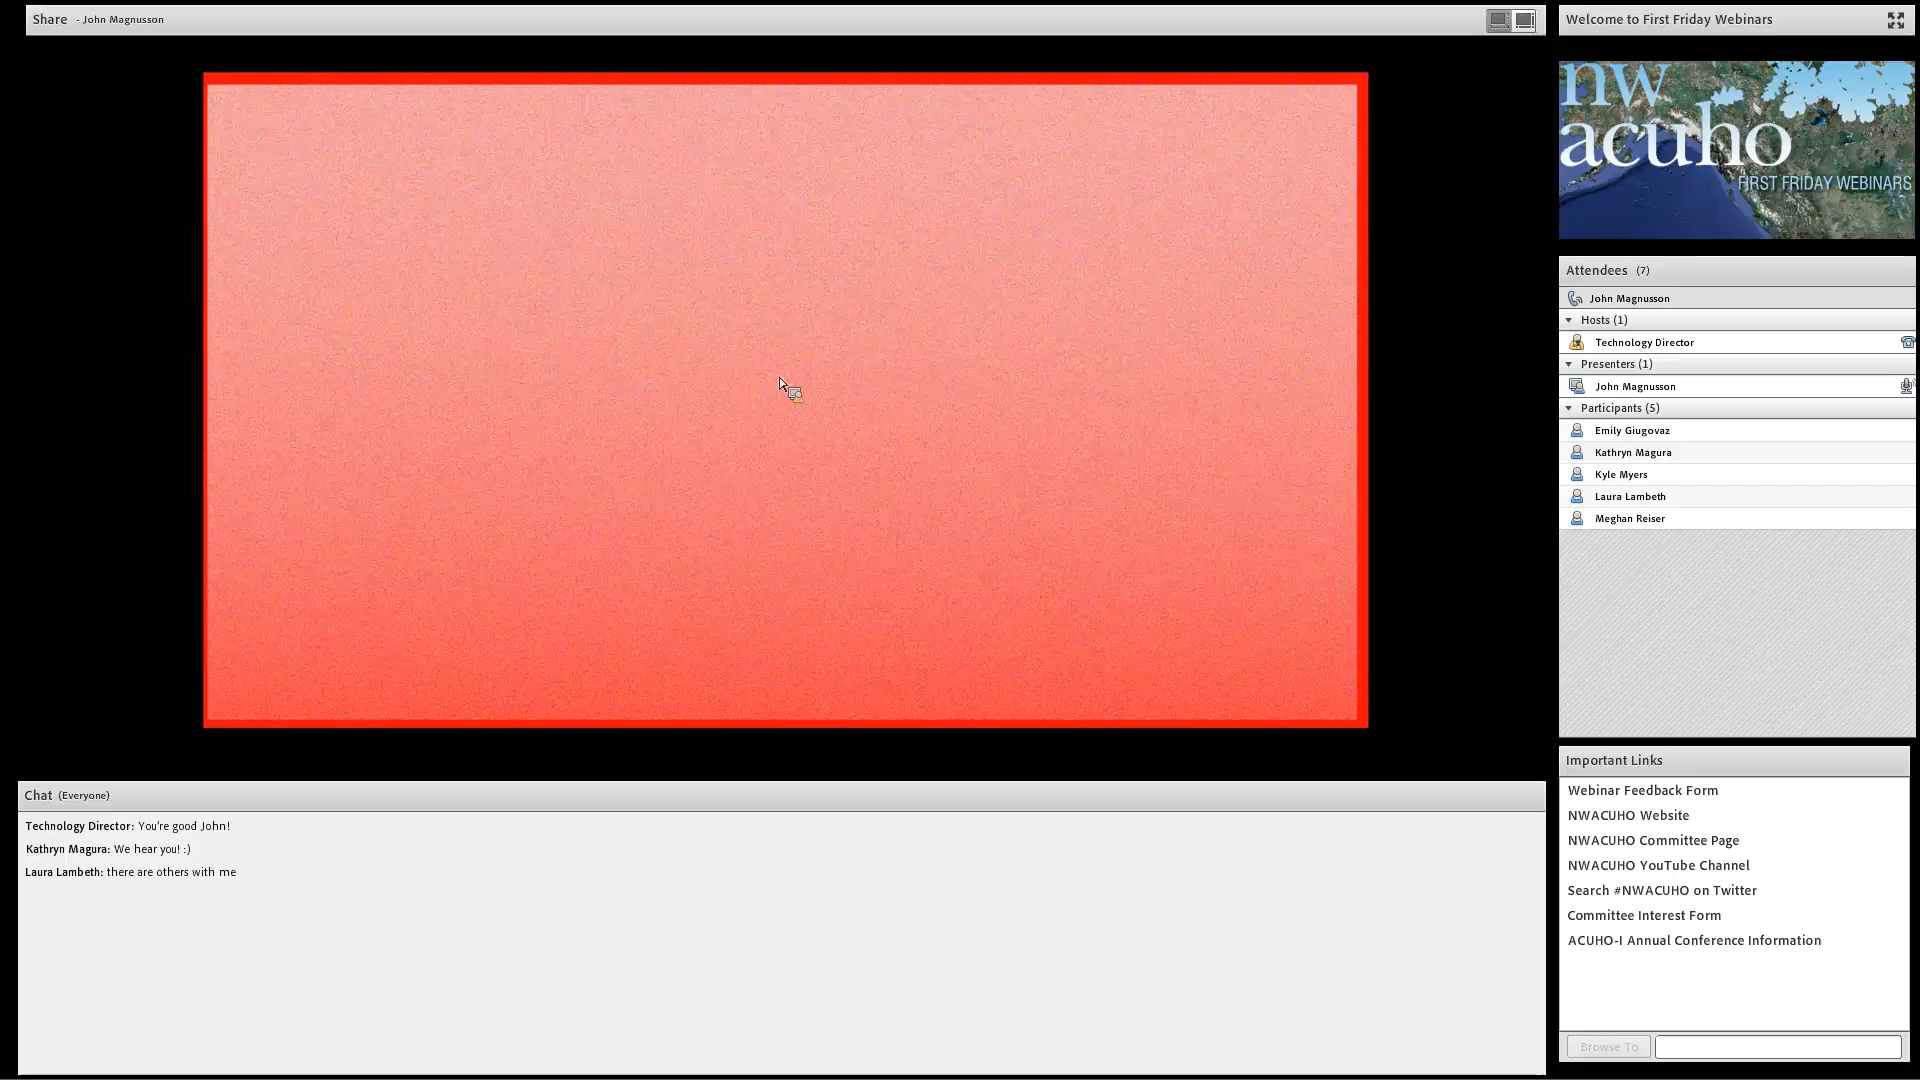 Share - John Magnusson
Welcome to First Friday Webinars
nw
acuho
FIRST FRIDAY WEBINARS
Attendees (7)
John Magnusson
Hosts (1)
Technology Director
Presenters (1)
John Magnusson
Participants (5)
Emily Giugovaz
Kathryn Magura
Kyle Myers
Laura Lambeth
Meghan Reiser
Important Links
Webinar Feedback Form
NWACUHO Website
NWACUHO Committee Page
NWACUHO YouTube Channel
Search #NWACUHO on Twitter
Committee Interest Form
ACUHO-I Annual Conference Information
Browse To
Chat (Everyone)
Technology Director: You're good John!
Kathryn Magura: We hear you! :)
Laura Lambeth: there are others with me